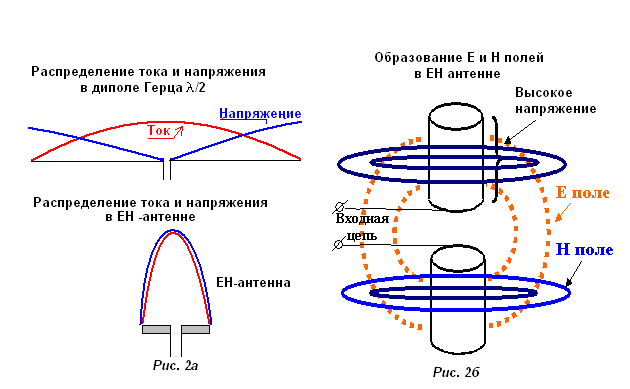 Распределение тока и напряжения
в диполе Герца λ/2
Напряжение
Ток
Распределение тока и напряжения
в ЕН -антенне
ЕН-антенна
Рис. 2а
Образование Е и Н полей
в ЕН антенне
Высокое
напряжение
Е поле
Входная
цепь
Н поле
Рис. 2б